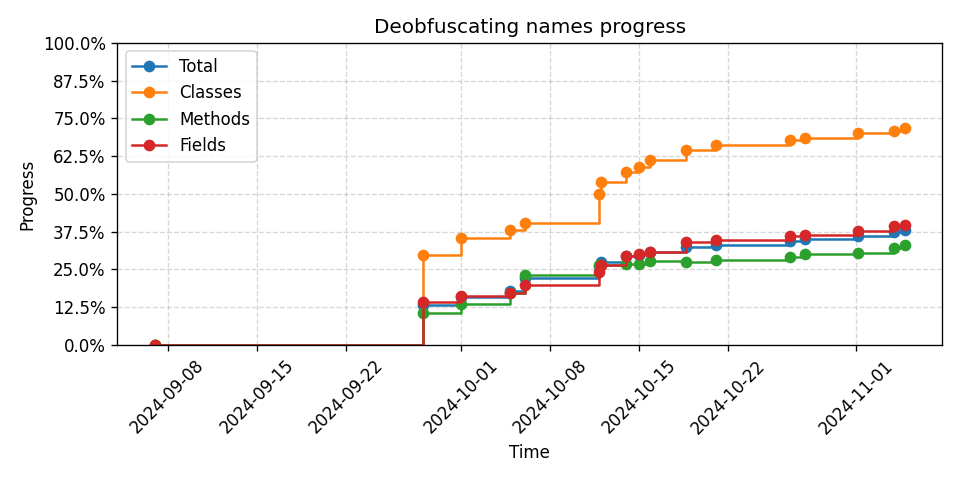 Deobfuscating names progress
100.0%
87.5%
75.0%
62.5%
50.0%
37.5%
25.0%
12.5%
0.0%
Progress
Total
Classes
Methods
Fields
2024-09-08
2024-09-15
2024-09-22
2024-10-01
2024-10-08
2024-10-15
2024-10-22
2024-11-01
Time